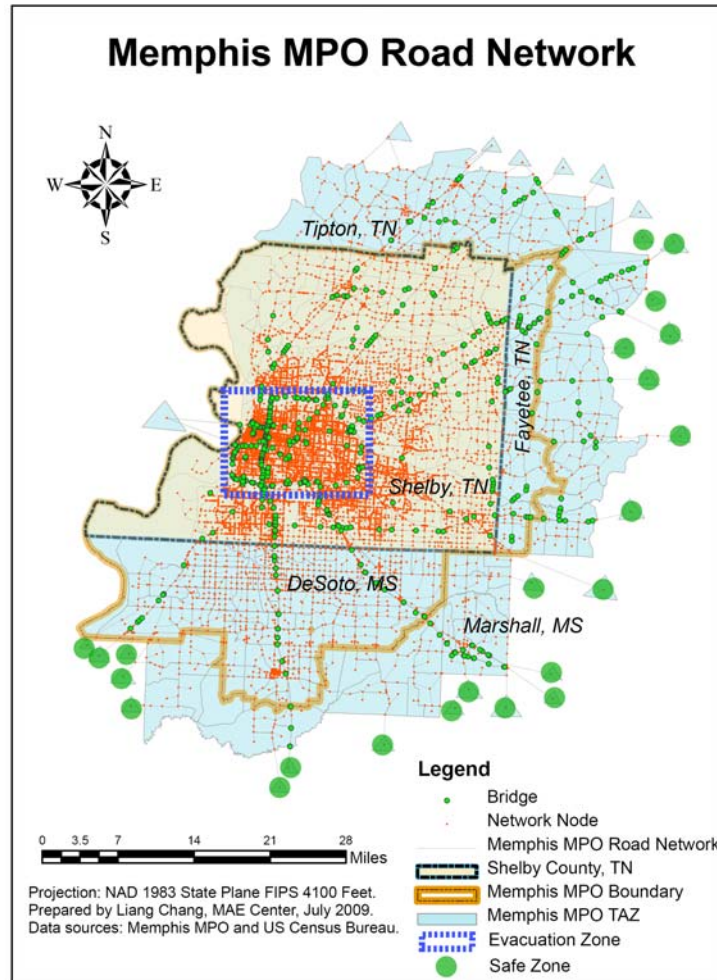 Memphis MPO Road Network
N
W E
S
Tipton, TN
Fayetee, TN
Shelby, TN
DeSoto, MS
Marshall, MS
Legend
Bridge
Network Node
Memphis MPO Road Network
Shelby County, TN
Memphis MPO Boundary
Memphis MPO TAZ
Evacuation Zone
Safe Zone
0 3.5 7 14 21 28
Miles
Projection: NAD 1983 State Plane FIPS 4100 Feet.
Prepared by Liang Chang, MAE Center, July 2009.
Data sources: Memphis MPO and US Census Bureau.